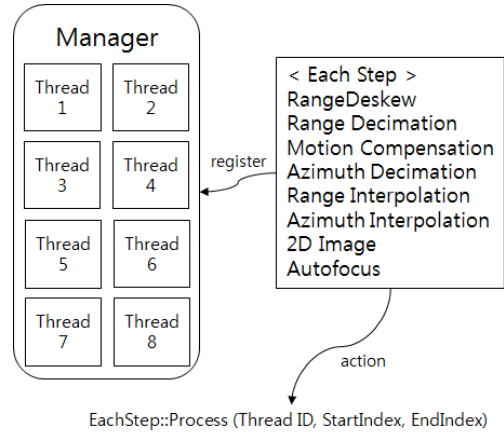 Manager
Thread
1
Thread
2
Thread
3
Thread
4
Thread
5
Thread
6
Thread
7
Thread
8
register
< Each Step >
RangeDeskew
Range Decimation
Motion Compensation
Azimuth Decimation
Range Interpolation
Azimuth Interpolation
2D Image
Autofocus
action
EachStep::Process (Thread ID, StartIndex, EndIndex)